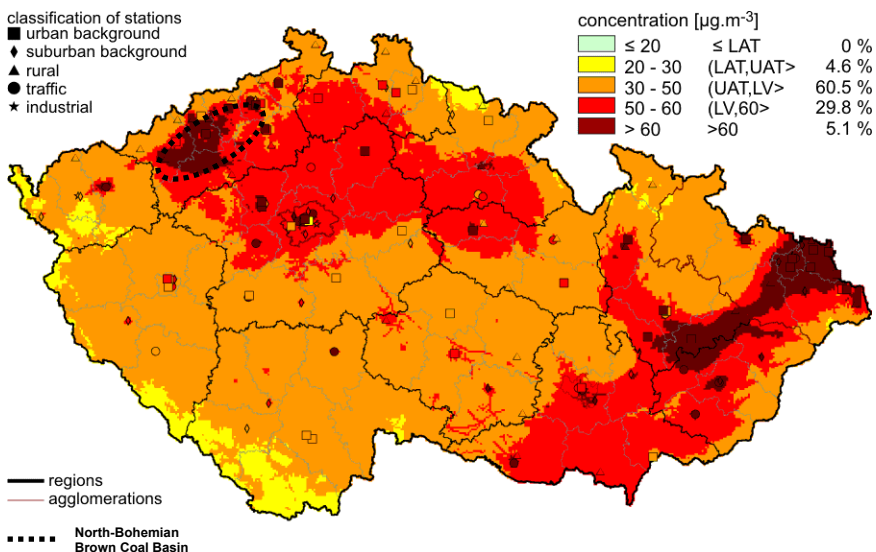 classification of stations
urban background
suburban background
rural
traffic
industrial
concentration [µg.m-3]
≤ 20 ≤ LAT 0 %
20 - 30 (LAT,UAT> 4.6 %
30 - 50 (UAT,LV> 60.5 %
50 - 60 (LV,60> 29.8 %
> 60 >60 5.1 %
regions
agglomerations
North-Bohemian
Brown Coal Basin